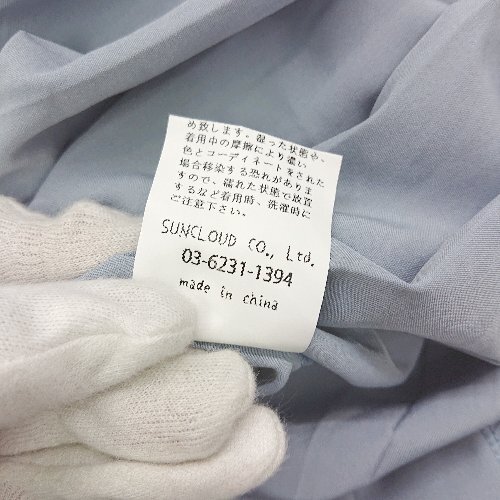 め致します。湿った状態や、
着用中の摩擦により濃い
色とコーディネートをされた
場合移染する恐れがありま
すので、濡れた状態で放置
するなど着用時、洗濯時に
ご注意下さい。
SUNCLOUD CO., Ltd.
03-6231-1394
made in china